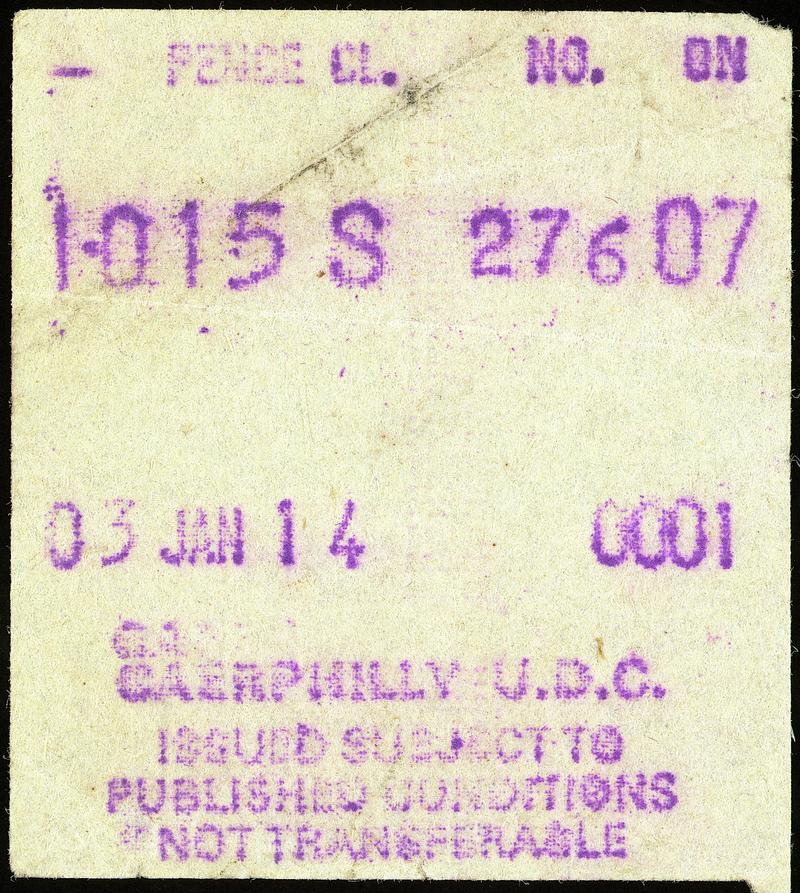 - PENCE CL. NO. ON
1·015 S 27607
03 JAN 14 0001
CA
CAERPHILLY U.D.C.
ISSUED SUBJECT TO
PUBLISHED CONDITIONS
NOT TRANSFERABLE